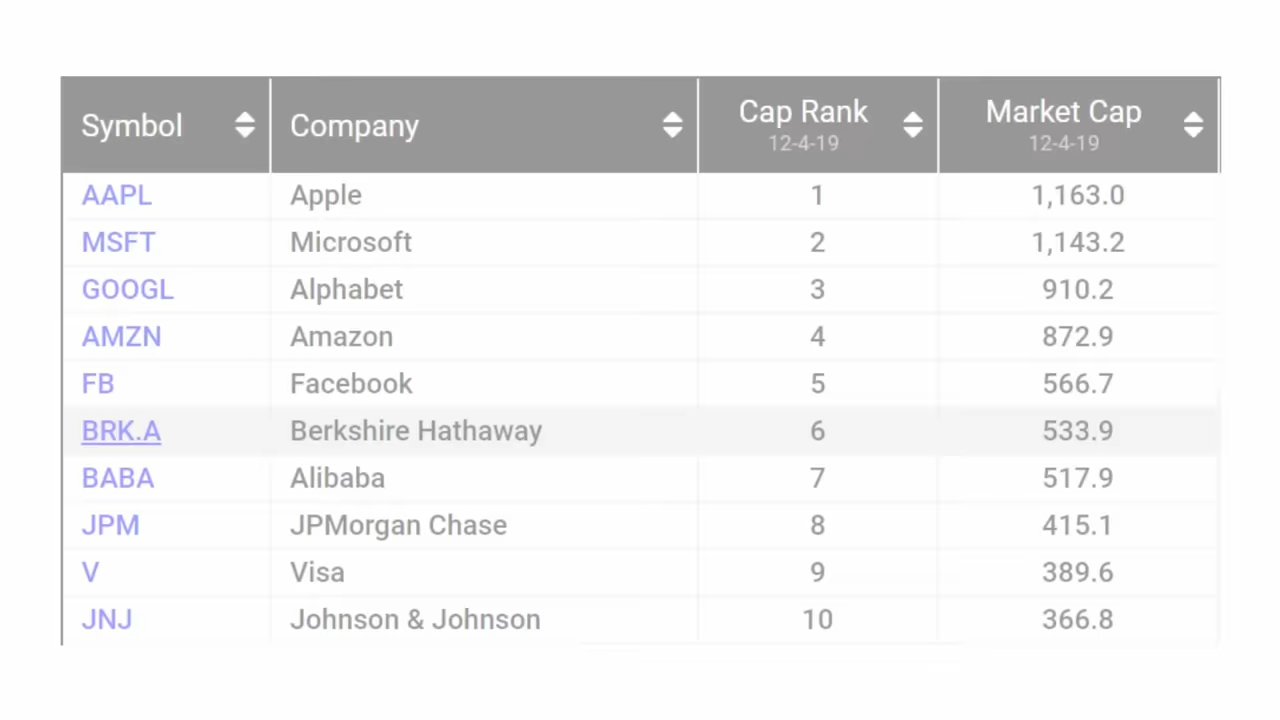 Symbol Company Cap Rank Market Cap
12-4-19 12-4-19
AAPL Apple 1 1,163.0
MSFT Microsoft 2 1,143.2
GOOGL Alphabet 3 910.2
AMZN Amazon 4 872.9
FB Facebook 5 566.7
BRK.A Berkshire Hathaway 6 533.9
BABA Alibaba 7 517.9
JPM JPMorgan Chase 8 415.1
V Visa 9 389.6
JNJ Johnson & Johnson 10 366.8